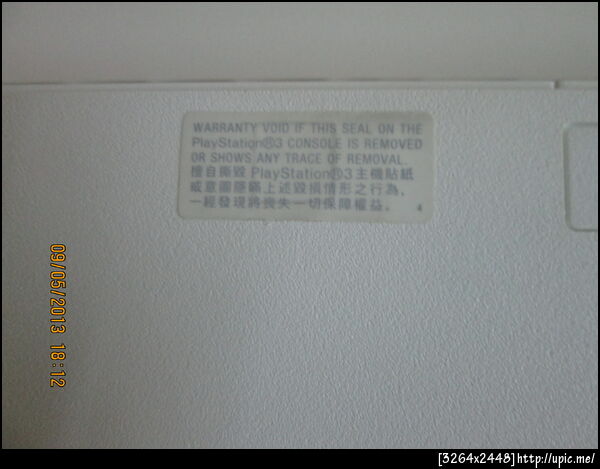 WARRANTY VOID IF THIS SEAL ON THE
PlayStation®3 CONSOLE IS REMOVED
OR SHOWS ANY TRACE OF REMOVAL.
擅自撕毀 PlayStation®3 主機貼紙
或意圖隱瞞上述毀損情形之行為，
一經發現將喪失一切保障權益。 4
09/05/2013 18:12
[3264x2448]http://upic.me/